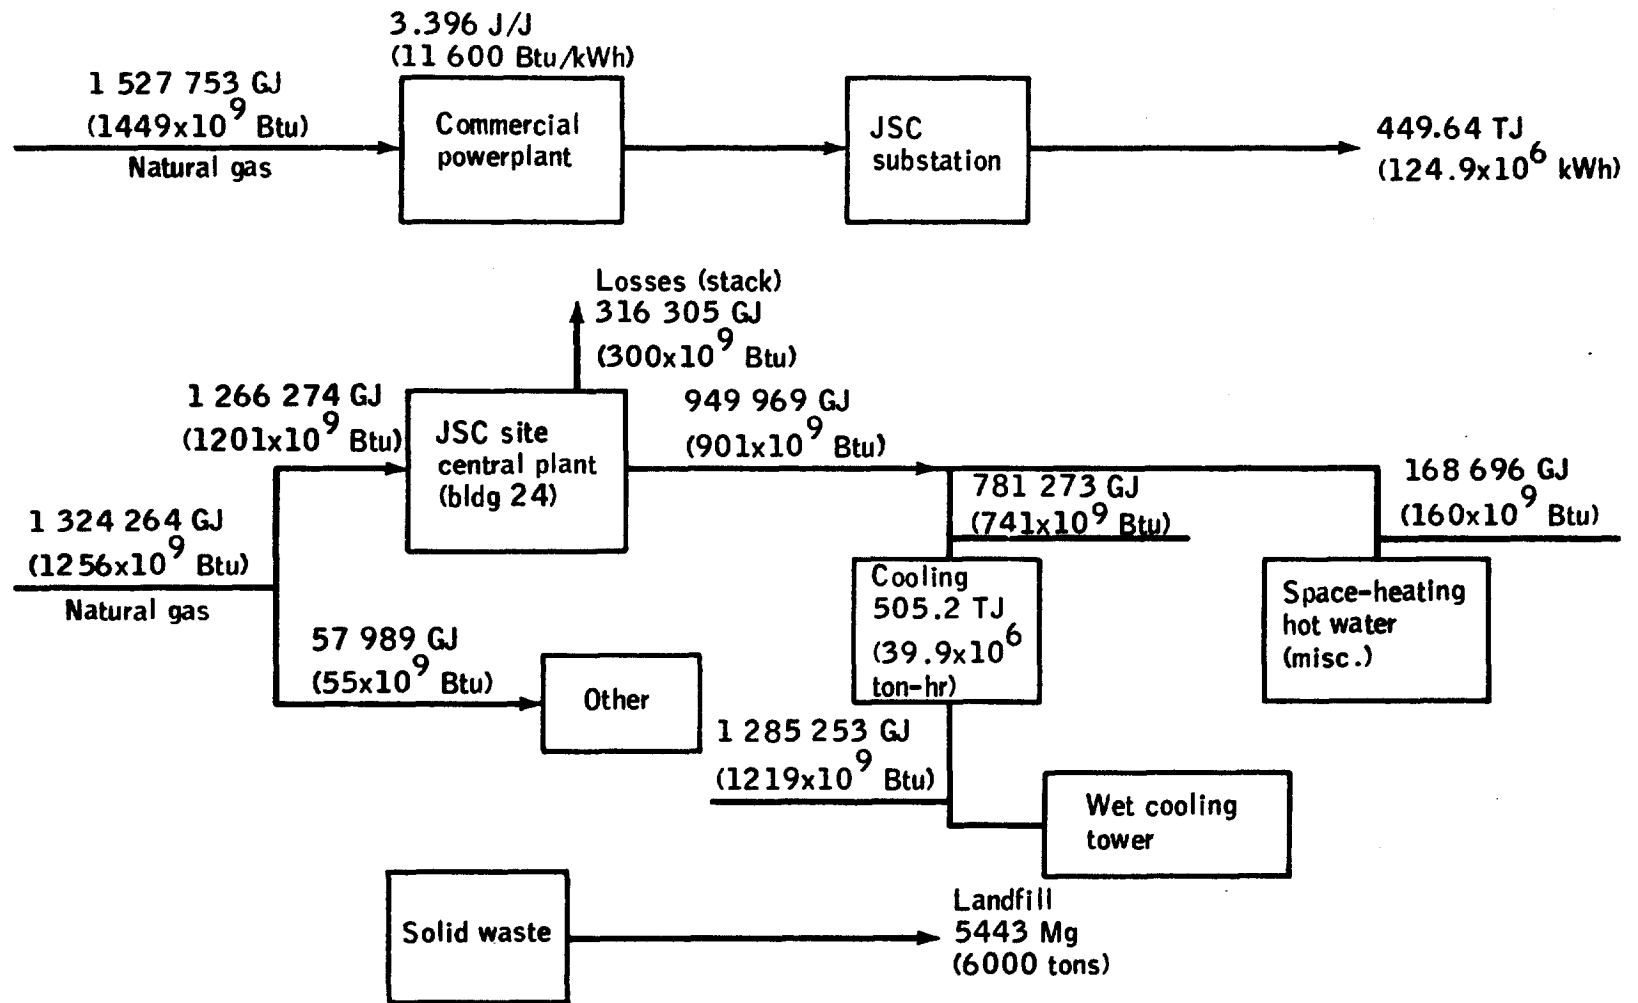 3.396 J/J
(11 600 Btu/kWh)
1 527 753 GJ
(1449x10⁹ Btu)
Natural gas
Commercial
powerplant
JSC
substation
449.64 TJ
(124.9x10⁶ kWh)
Losses (stack)
316 305 GJ
(300x10⁹ Btu)
1 266 274 GJ
(1201x10⁹ Btu)
JSC site
central plant
(bldg 24)
949 969 GJ
(901x10⁹ Btu)
781 273 GJ
(741x10⁹ Btu)
168 696 GJ
(160x10⁹ Btu)
1 324 264 GJ
(1256x10⁹ Btu)
Natural gas
57 989 GJ
(55x10⁹ Btu)
Other
Cooling
505.2 TJ
(39.9x10⁶
ton-hr)
Space-heating
hot water
(misc.)
1 285 253 GJ
(1219x10⁹ Btu)
Wet cooling
tower
Solid waste
Landfill
5443 Mg
(6000 tons)